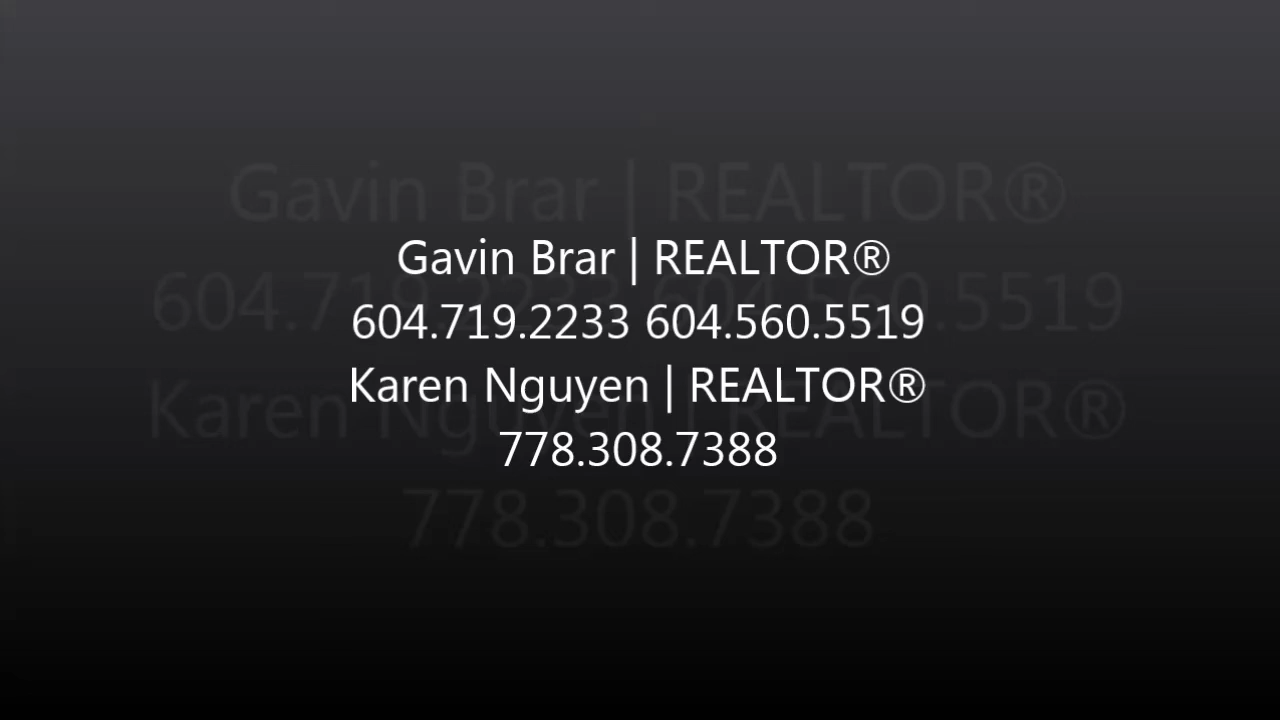 Gavin Brar | REALTOR®
604.719.2233 604.560.5519
Karen Nguyen | REALTOR®
778.308.7388